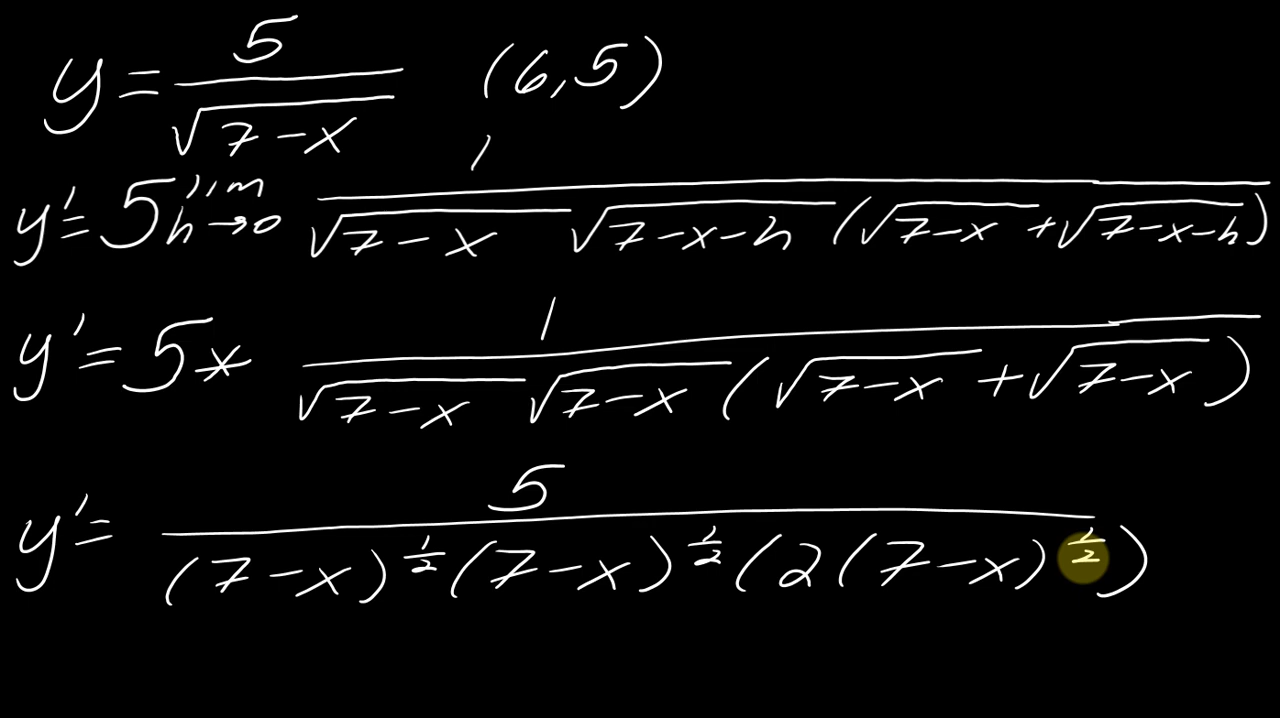 y = 5/√(7-x) (6,5)
y' = 5 lim h→0 1/(√(7-x) √(7-x-h) (√(7-x) + √(7-x-h)))
y' = 5 * 1/(√(7-x) √(7-x) (√(7-x) + √(7-x)))
y' = 5/((7-x)^(1/2) (7-x)^(1/2) (2(7-x)^(1/2)))